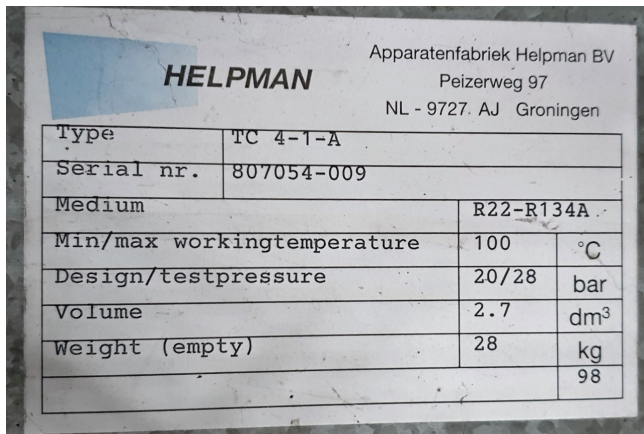 HELPMAN
Apparatenfabriek Helpman BV
Peizerweg 97
NL - 9727 AJ Groningen
Type TC 4-1-A
Serial nr. 807054-009
Medium R22-R134A
Min/max workingtemperature 100 °C
Design/testpressure 20/28 bar
Volume 2.7 dm³
Weight (empty) 28 kg
98